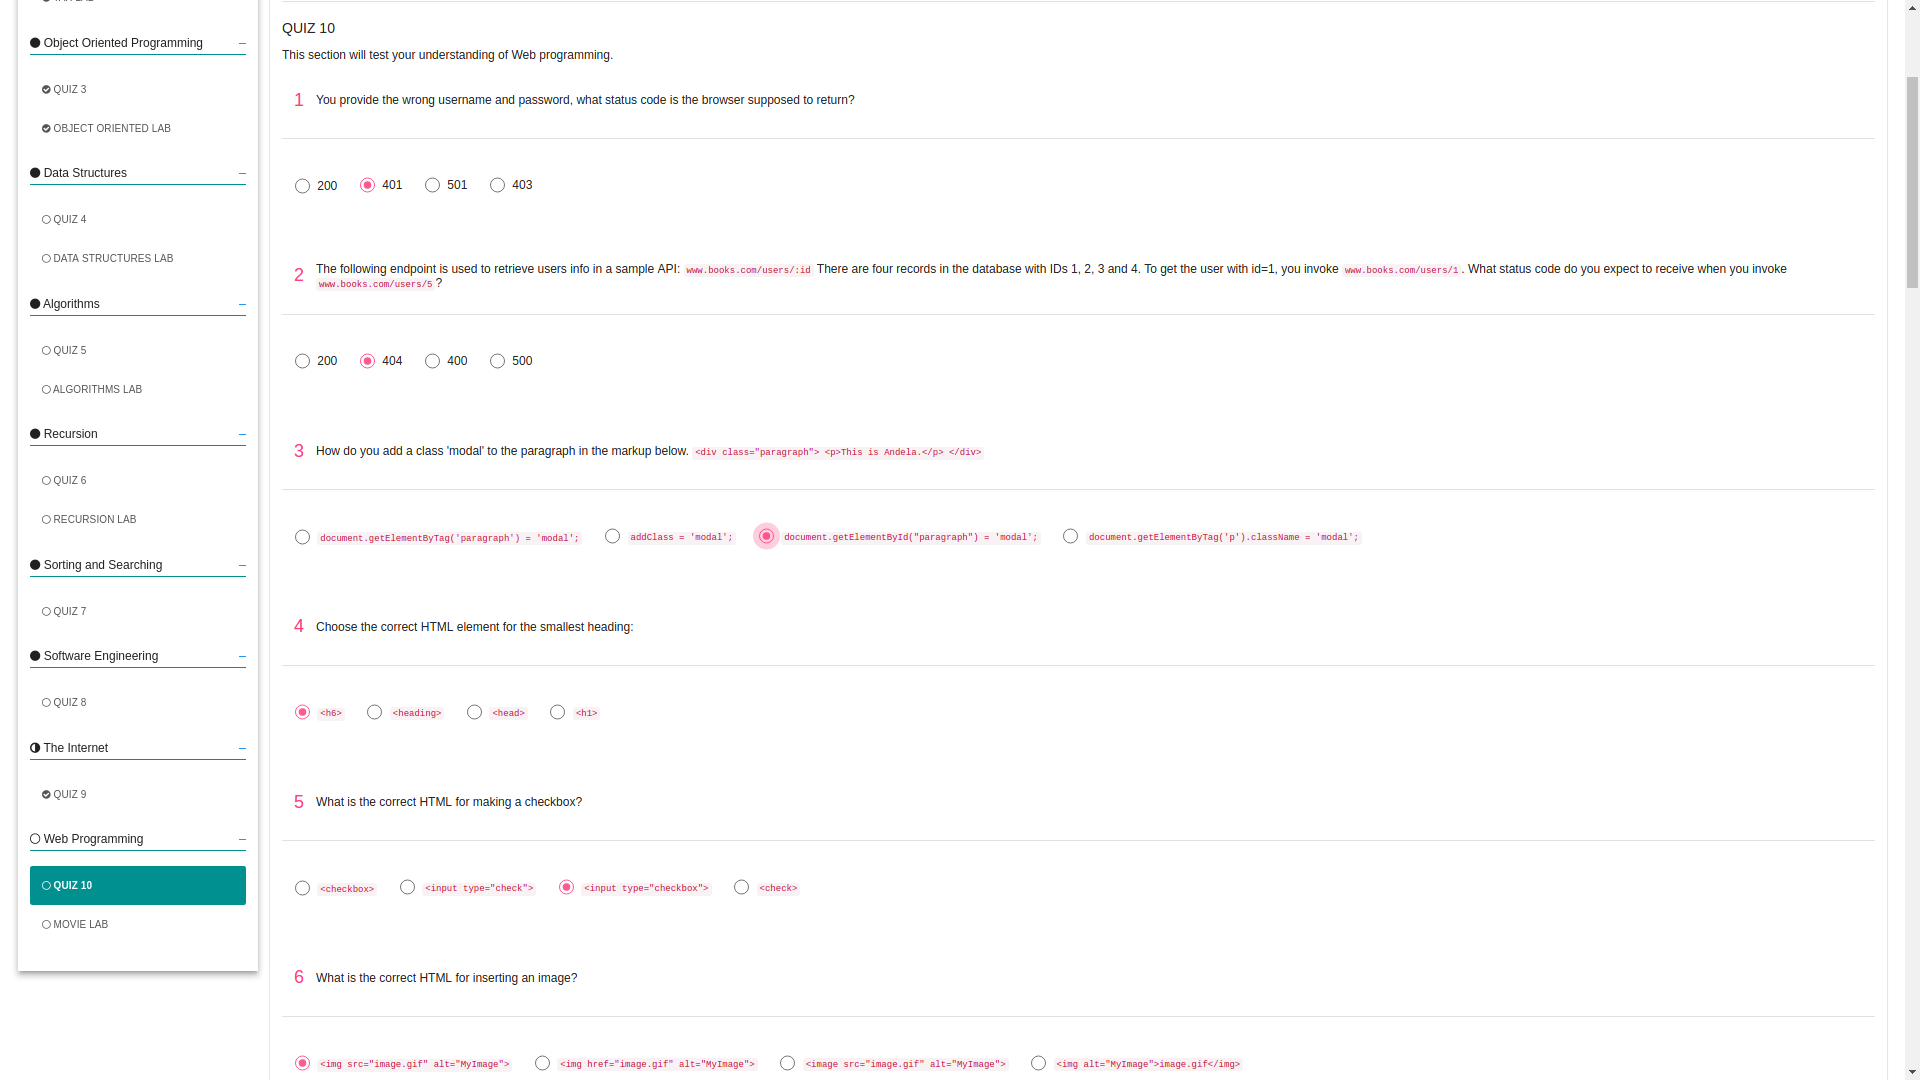 Object Oriented Programming –
QUIZ 3
OBJECT ORIENTED LAB
Data Structures –
QUIZ 4
DATA STRUCTURES LAB
Algorithms –
QUIZ 5
ALGORITHMS LAB
Recursion –
QUIZ 6
RECURSION LAB
Sorting and Searching –
QUIZ 7
Software Engineering –
QUIZ 8
The Internet –
QUIZ 9
Web Programming –
QUIZ 10
MOVIE LAB
QUIZ 10
This section will test your understanding of Web programming.
1 You provide the wrong username and password, what status code is the browser supposed to return?
200 401 501 403
2 The following endpoint is used to retrieve users info in a sample API: www.books.com/users/:id There are four records in the database with IDs 1, 2, 3 and 4. To get the user with id=1, you invoke www.books.com/users/1. What status code do you expect to receive when you invoke
www.books.com/users/5?
200 404 400 500
3 How do you add a class 'modal' to the paragraph in the markup below. <div class="paragraph"> <p>This is Andela.</p> </div>
document.getElementByTag('paragraph') = 'modal'; addClass = 'modal'; document.getElementById("paragraph") = 'modal'; document.getElementByTag('p').className = 'modal';
4 Choose the correct HTML element for the smallest heading:
<h6> <heading> <head> <h1>
5 What is the correct HTML for making a checkbox?
<checkbox> <input type="check"> <input type="checkbox"> <check>
6 What is the correct HTML for inserting an image?
<img src="image.gif" alt="MyImage"> <img href="image.gif" alt="MyImage"> <image src="image.gif" alt="MyImage"> <img alt="MyImage">image.gif</img>